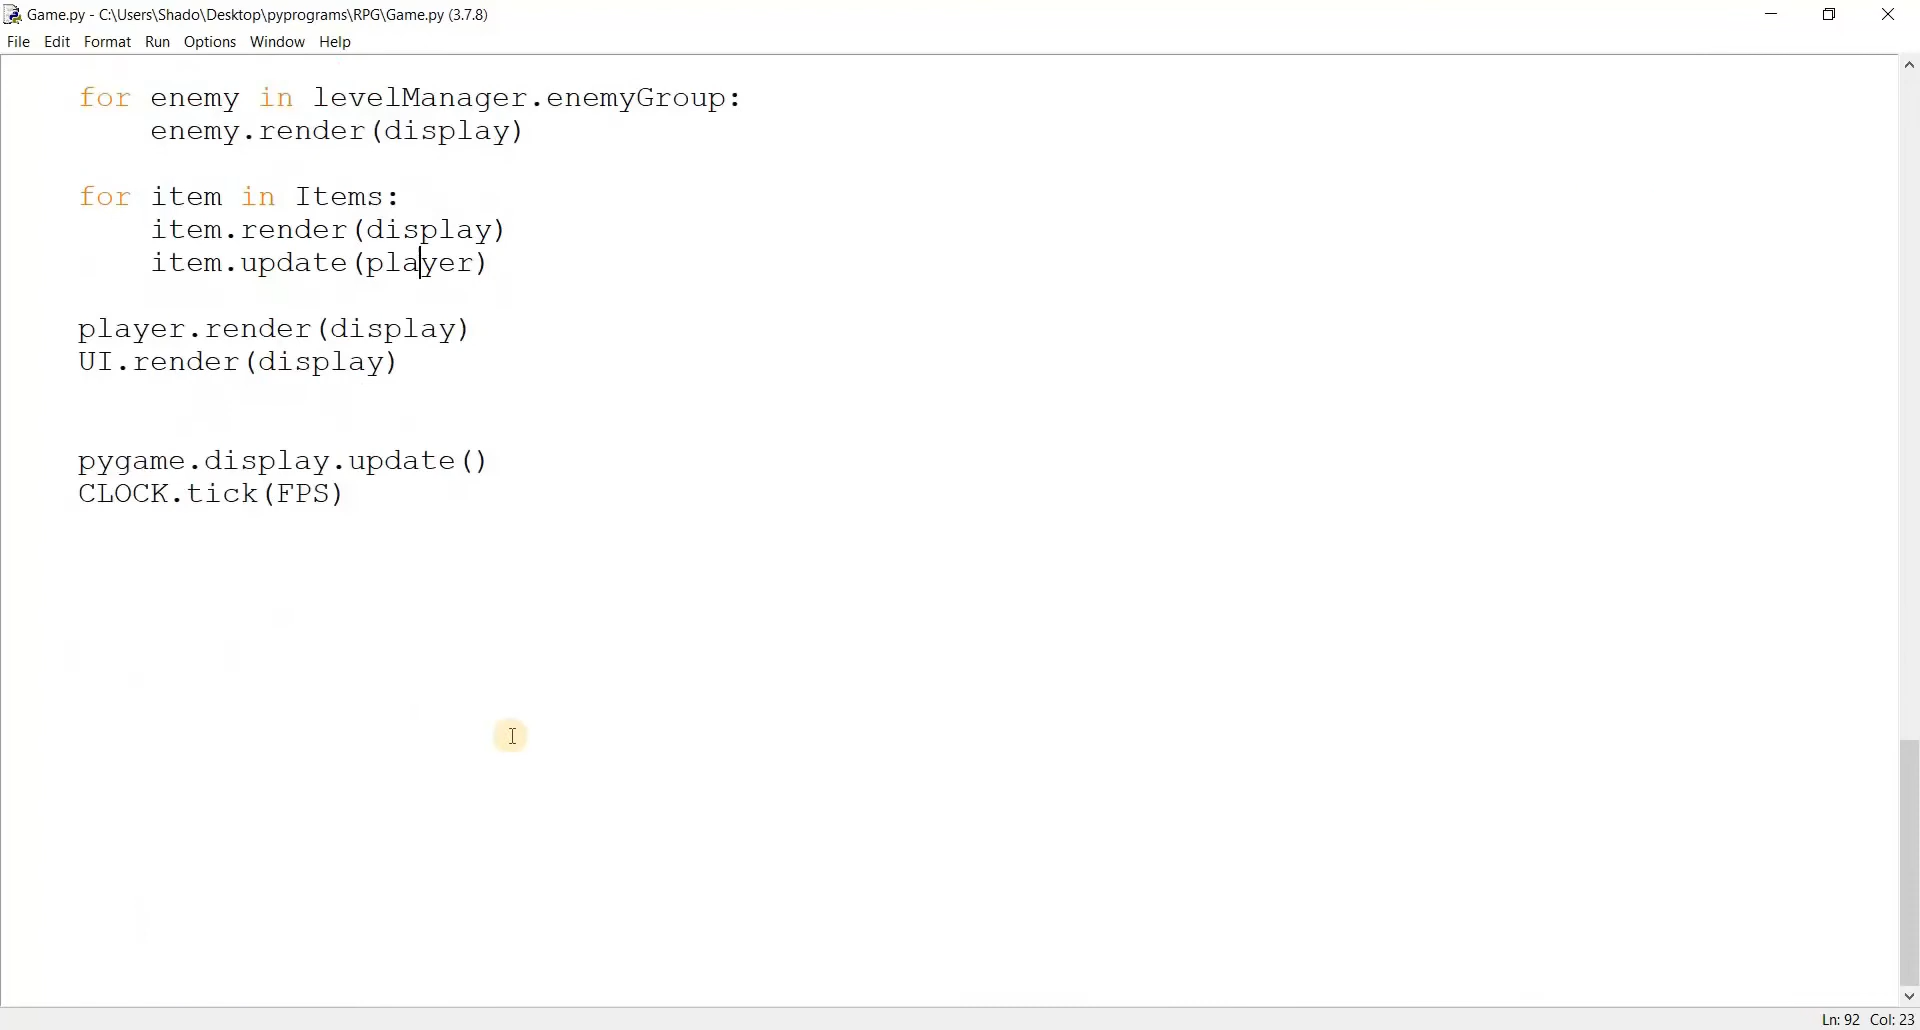 Game.py - C:\Users\Shado\Desktop\pyprograms\RPG\Game.py (3.7.8)
File Edit Format Run Options Window Help
for enemy in levelManager.enemyGroup:
    enemy.render(display)
for item in Items:
    item.render(display)
    item.update(player)
player.render(display)
UI.render(display)
pygame.display.update()
CLOCK.tick(FPS)
Ln: 92 Col: 23